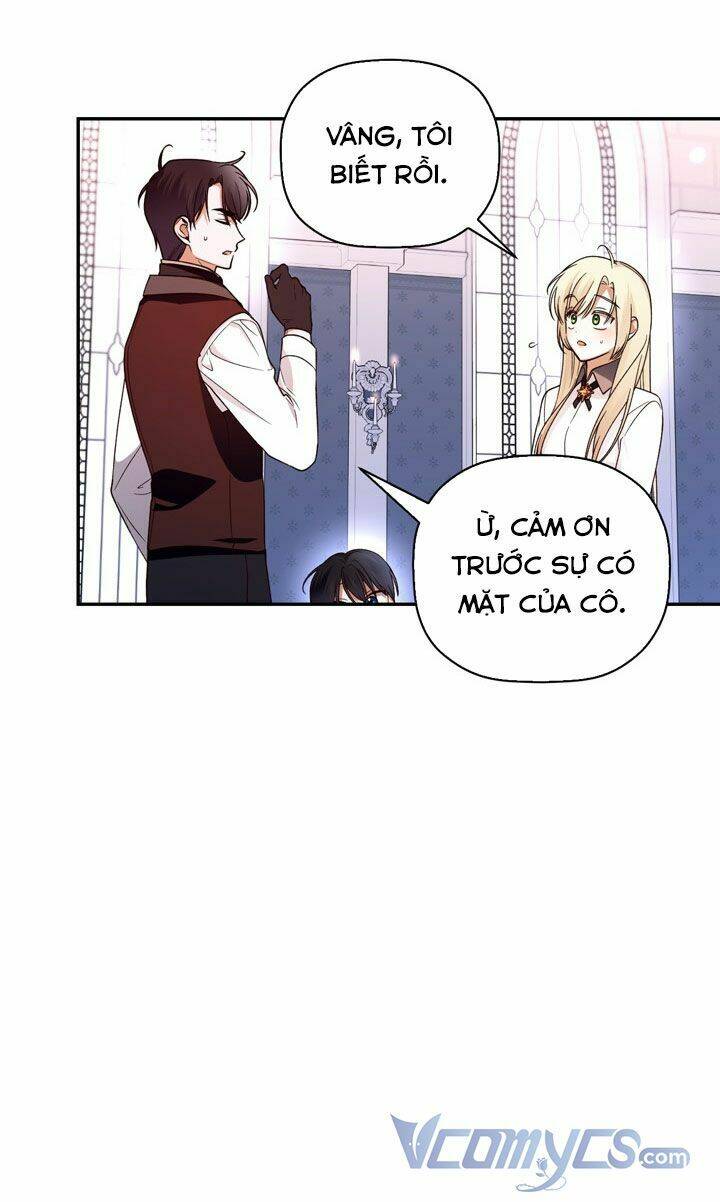 VÂNG, TÔI
BIẾT RỒI.
Ừ, CẢM ƠN
TRƯỚC SỰ CÓ
MẶT CỦA CÔ.
VCOMYCS.com